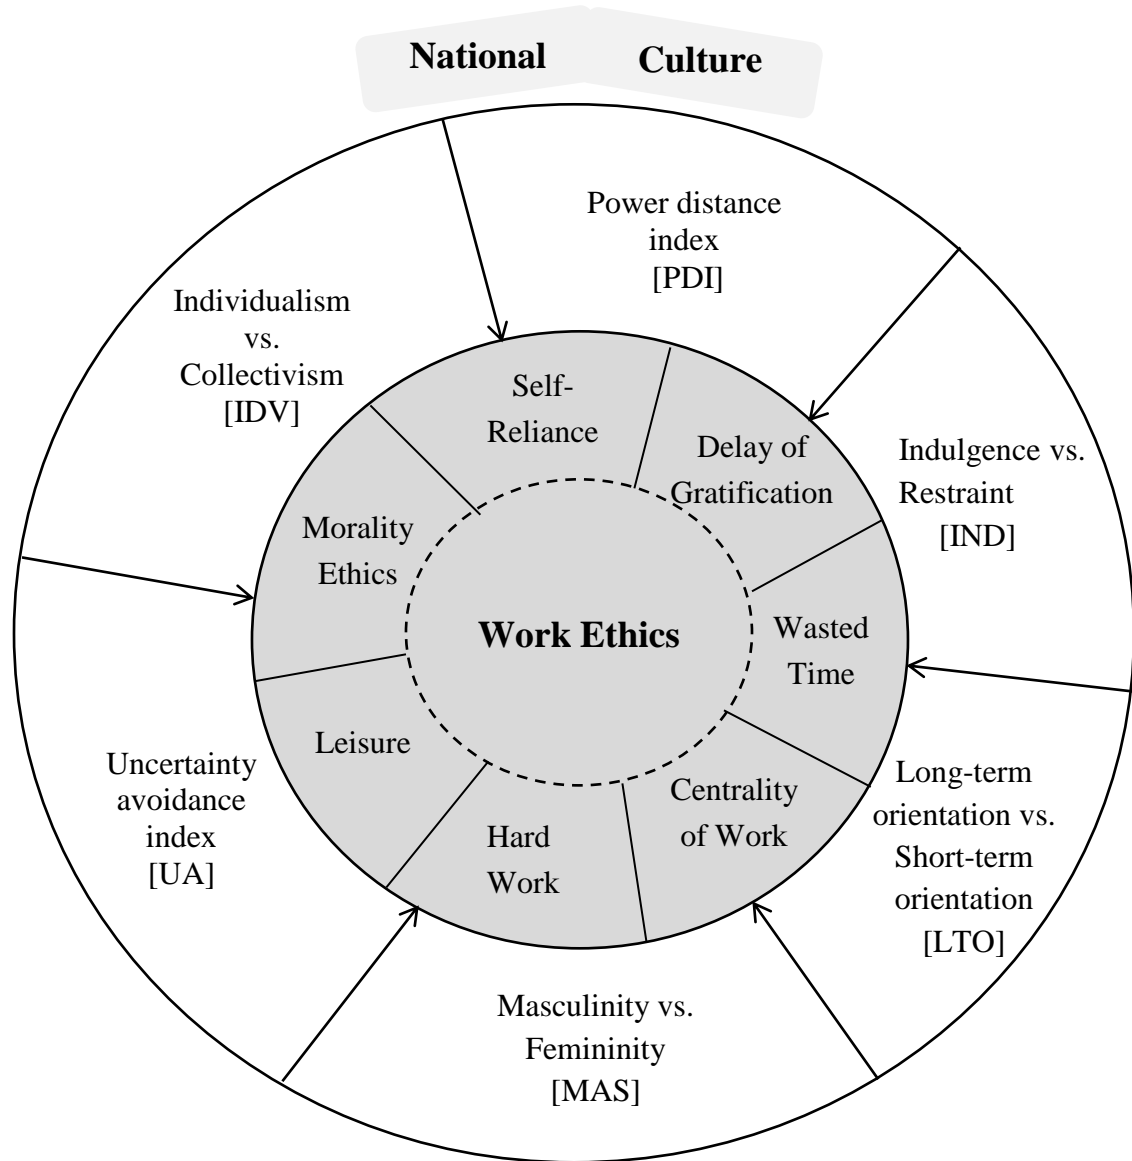 National Culture
Power distance
index
[PDI]
Individualism
vs.
Collectivism
[IDV]
Indulgence vs.
Restraint
[IND]
Uncertainty
avoidance
index
[UA]
Long-term
orientation vs.
Short-term
orientation
[LTO]
Masculinity vs.
Femininity
[MAS]
Self-
Reliance
Delay of
Gratification
Morality
Ethics
Wasted
Time
Leisure
Centrality
of Work
Hard
Work
Work Ethics